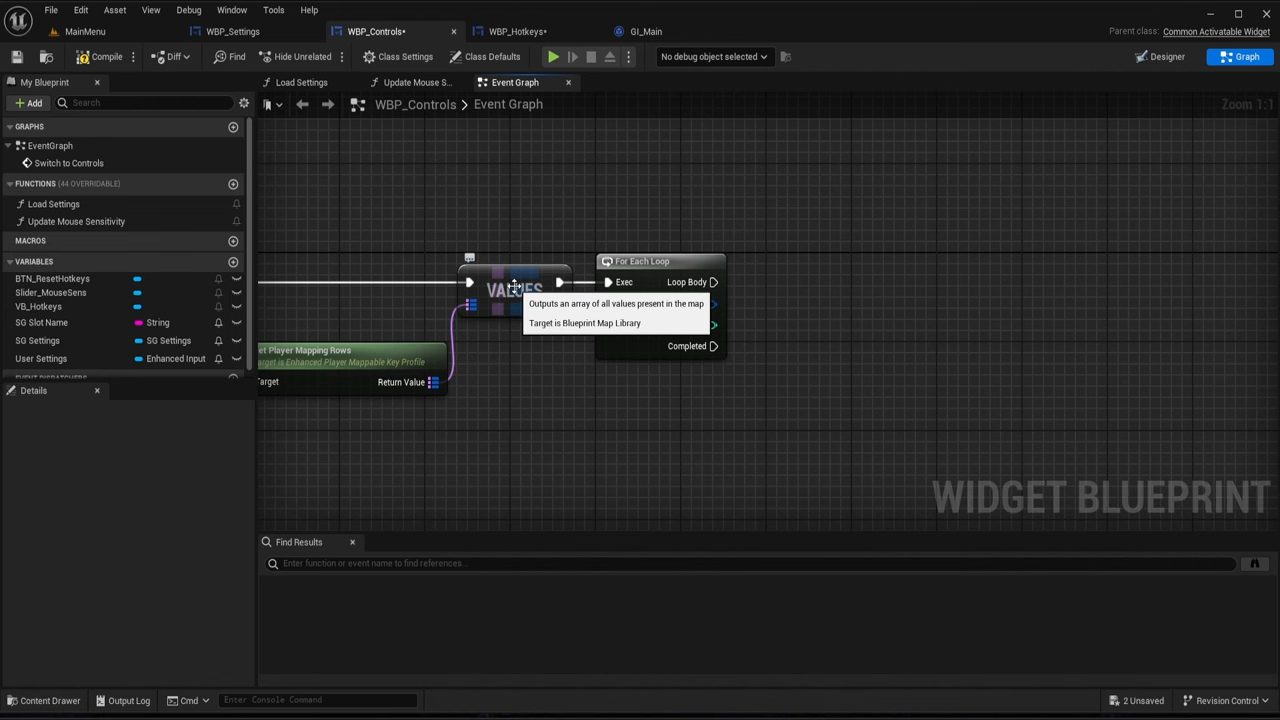 File Edit Asset View Debug Window Tools Help
MainMenu WBP_Settings WBP_Controls* WBP_Hotkeys* GI_Main Parent class: Common Activatable Widget
Compile Diff Find Hide Unrelated Class Settings Class Defaults No debug object selected Designer Graph
My Blueprint Load Settings Update Mouse S... Event Graph
Add Search WBP_Controls > Event Graph Zoom 1:1
GRAPHS
EventGraph
Switch to Controls
FUNCTIONS (44 OVERRIDABLE)
Load Settings
Update Mouse Sensitivity
MACROS
VARIABLES
BTN_ResetHotkeys
Slider_MouseSens
VB_Hotkeys
SG Slot Name String
SG Settings SG Settings
User Settings Enhanced Input
Details
For Each Loop
Exec Loop Body
VALUES
Outputs an array of all values present in the map
Target is Blueprint Map Library
Completed
et Player Mapping Rows
arget is Enhanced Player Mappable Key Profile
Target Return Value
WIDGET BLUEPRINT
Find Results
Enter function or event name to find references...
Content Drawer Output Log Cmd Enter Console Command 2 Unsaved Revision Control